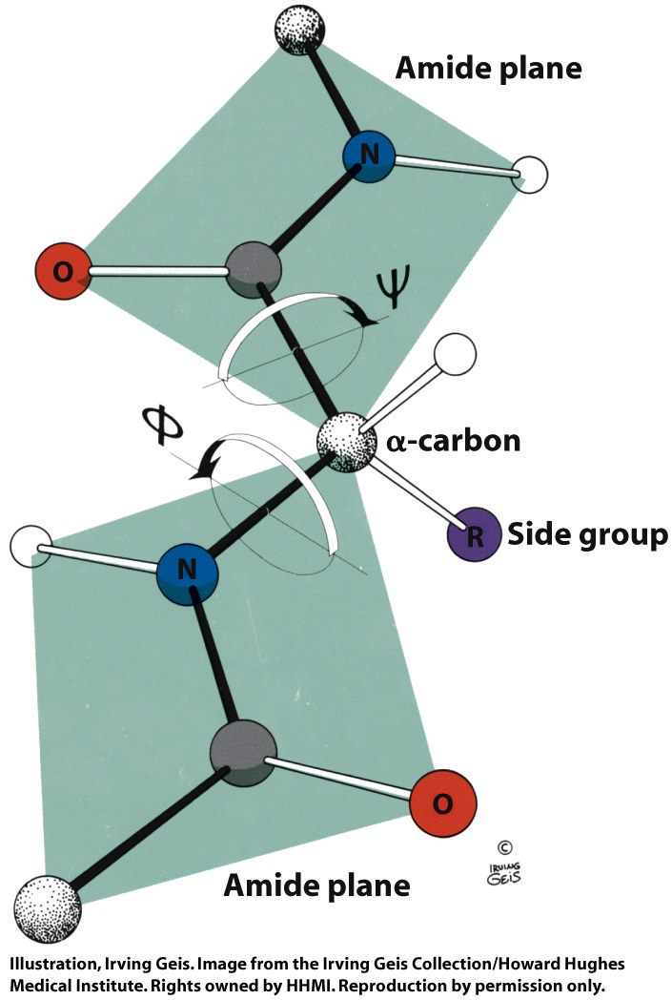 Amide plane
N
O
Ψ
Φ
α-carbon
R Side group
N
O
©
IRVING
GEIS
Amide plane
Illustration, Irving Geis. Image from the Irving Geis Collection/Howard Hughes
Medical Institute. Rights owned by HHMI. Reproduction by permission only.